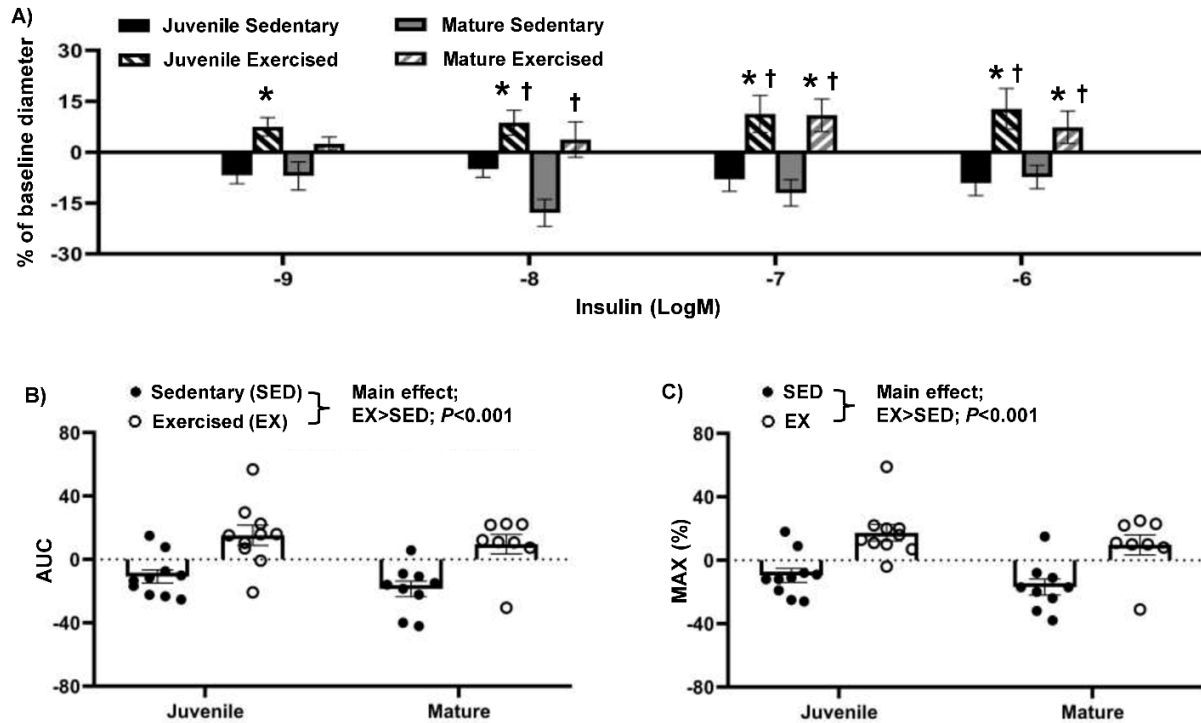 A)
Juvenile Sedentary
Mature Sedentary
Juvenile Exercised
Mature Exercised
% of baseline diameter
30
15
0
-15
-30
*
* †
†
* †
* †
* †
* †
-9
-8
-7
-6
Insulin (LogM)
B)
Sedentary (SED)
Exercised (EX)
Main effect;
EX>SED; P<0.001
AUC
80
40
0
-40
-80
Juvenile
Mature
C)
SED
EX
Main effect;
EX>SED; P<0.001
MAX (%)
80
40
0
-40
-80
Juvenile
Mature